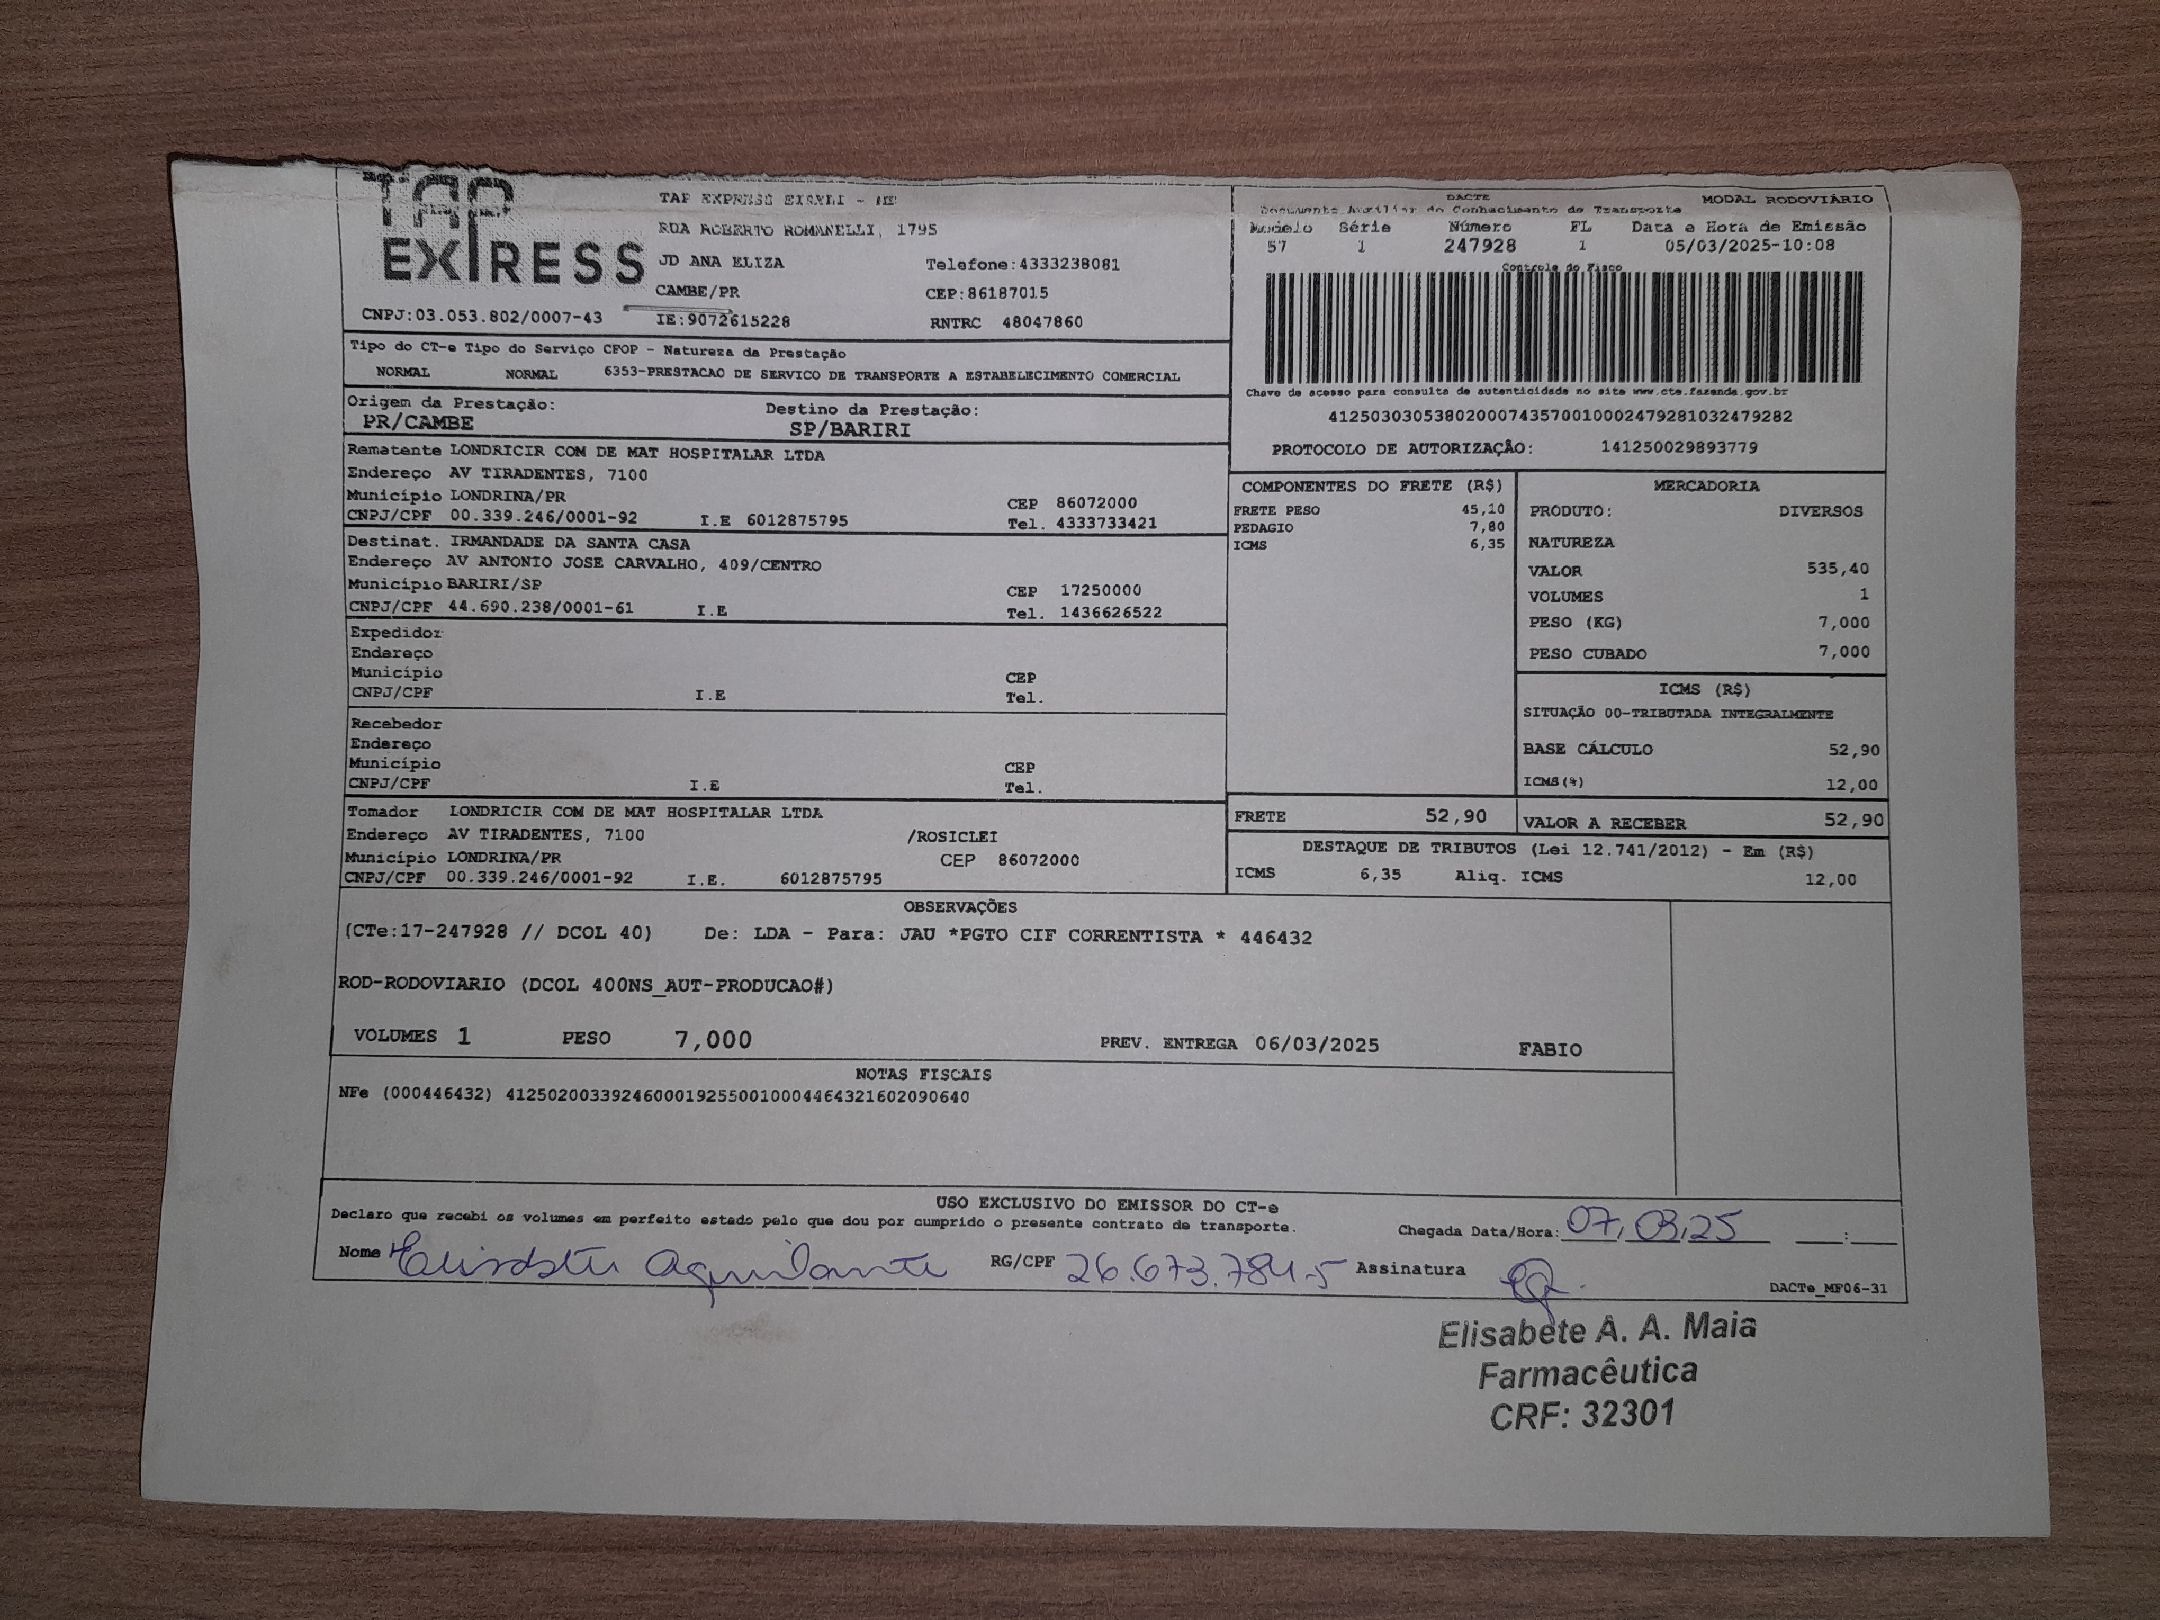 TAP EXPRESS
TAP EXPRESS EIRELI - ME
RUA ROBERTO ROMANELLI, 1795
JD ANA ELIZA Telefone:4333238081
CAMBE/PR CEP:86187015
CNPJ:03.053.802/0007-43 IE:9072615228 RNTRC 48047860
DACTE MODAL RODOVIÁRIO
Documento Auxiliar do Conhecimento de Transporte
Modelo Série Número FL Data e Hora de Emissão
57 1 247928 1 05/03/2025-10:08
Controle do Fisco
Chave de acesso para consulta de autenticidade no site www.cte.fazenda.gov.br
41250303053802000743570010002479281032479282
PROTOCOLO DE AUTORIZAÇÃO: 141250029893779
Tipo do CT-e Tipo do Serviço CFOP - Natureza da Prestação
NORMAL NORMAL 6353-PRESTACAO DE SERVICO DE TRANSPORTE A ESTABELECIMENTO COMERCIAL
Origem da Prestação: Destino da Prestação:
PR/CAMBE SP/BARIRI
Rematente LONDRICIR COM DE MAT HOSPITALAR LTDA
Endereço AV TIRADENTES, 7100
Município LONDRINA/PR CEP 86072000
CNPJ/CPF 00.339.246/0001-92 I.E 6012875795 Tel. 4333733421
Destinat. IRMANDADE DA SANTA CASA
Endereço AV ANTONIO JOSE CARVALHO, 409/CENTRO
Município BARIRI/SP CEP 17250000
CNPJ/CPF 44.690.238/0001-61 I.E Tel. 1436626522
Expedidor
Endereço
Município CEP
CNPJ/CPF I.E Tel.
Recebedor
Endereço
Município CEP
CNPJ/CPF I.E Tel.
Tomador LONDRICIR COM DE MAT HOSPITALAR LTDA
Endereço AV TIRADENTES, 7100 /ROSICLEI
Município LONDRINA/PR CEP 86072000
CNPJ/CPF 00.339.246/0001-92 I.E. 6012875795
COMPONENTES DO FRETE (R$)
FRETE PESO 45,10
PEDAGIO 7,80
ICMS 6,35
MERCADORIA
PRODUTO: DIVERSOS
NATUREZA
VALOR 535,40
VOLUMES 1
PESO (KG) 7,000
PESO CUBADO 7,000
ICMS (R$)
SITUAÇÃO 00-TRIBUTADA INTEGRALMENTE
BASE CÁLCULO 52,90
ICMS(%) 12,00
FRETE 52,90 VALOR A RECEBER 52,90
DESTAQUE DE TRIBUTOS (Lei 12.741/2012) - Em (R$)
ICMS 6,35 Aliq. ICMS 12,00
OBSERVAÇÕES
(CTe:17-247928 // DCOL 40) De: LDA - Para: JAU *PGTO CIF CORRENTISTA * 446432
ROD-RODOVIARIO (DCOL 400NS_AUT-PRODUCAO#)
VOLUMES 1 PESO 7,000 PREV. ENTREGA 06/03/2025 FABIO
NOTAS FISCAIS
NFe (000446432) 41250200339246000192550010004464321602090640
USO EXCLUSIVO DO EMISSOR DO CT-e
Declaro que recebi os volumes em perfeito estado pelo que dou por cumprido o presente contrato de transporte. Chegada Data/Hora: 07, 03, 25 :
Nome Elisabete Aquilante RG/CPF 26.673.784-5 Assinatura
DACTe_MF06-31
Elisabete A. A. Maia
Farmacêutica
CRF: 32301